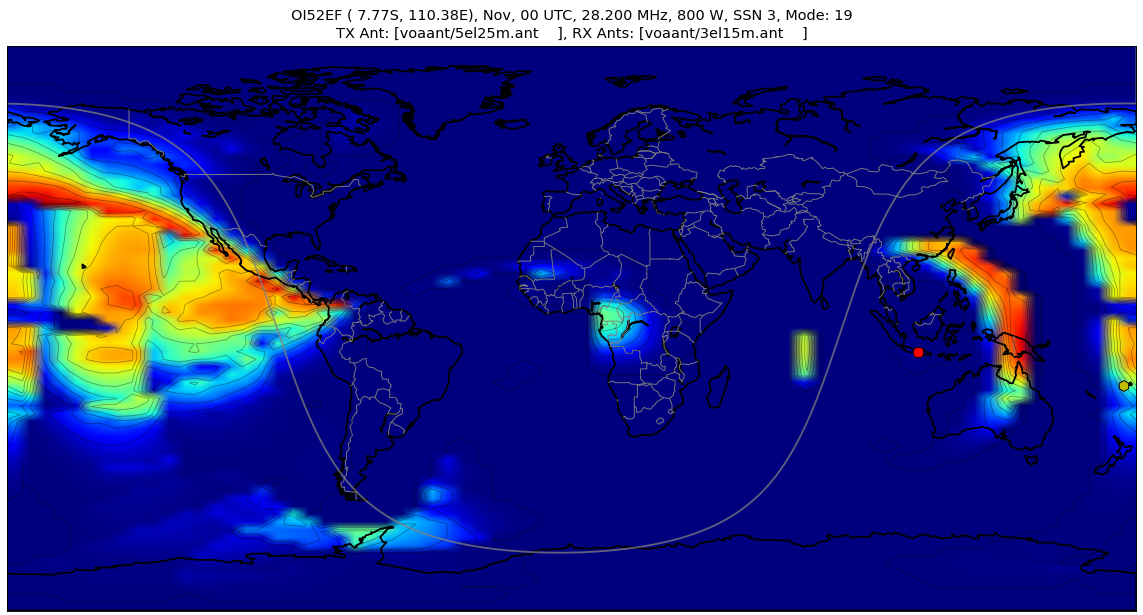 OI52EF ( 7.77S, 110.38E), Nov, 00 UTC, 28.200 MHz, 800 W, SSN 3, Mode: 19
TX Ant: [voaant/5el25m.ant    ], RX Ants: [voaant/3el15m.ant    ]